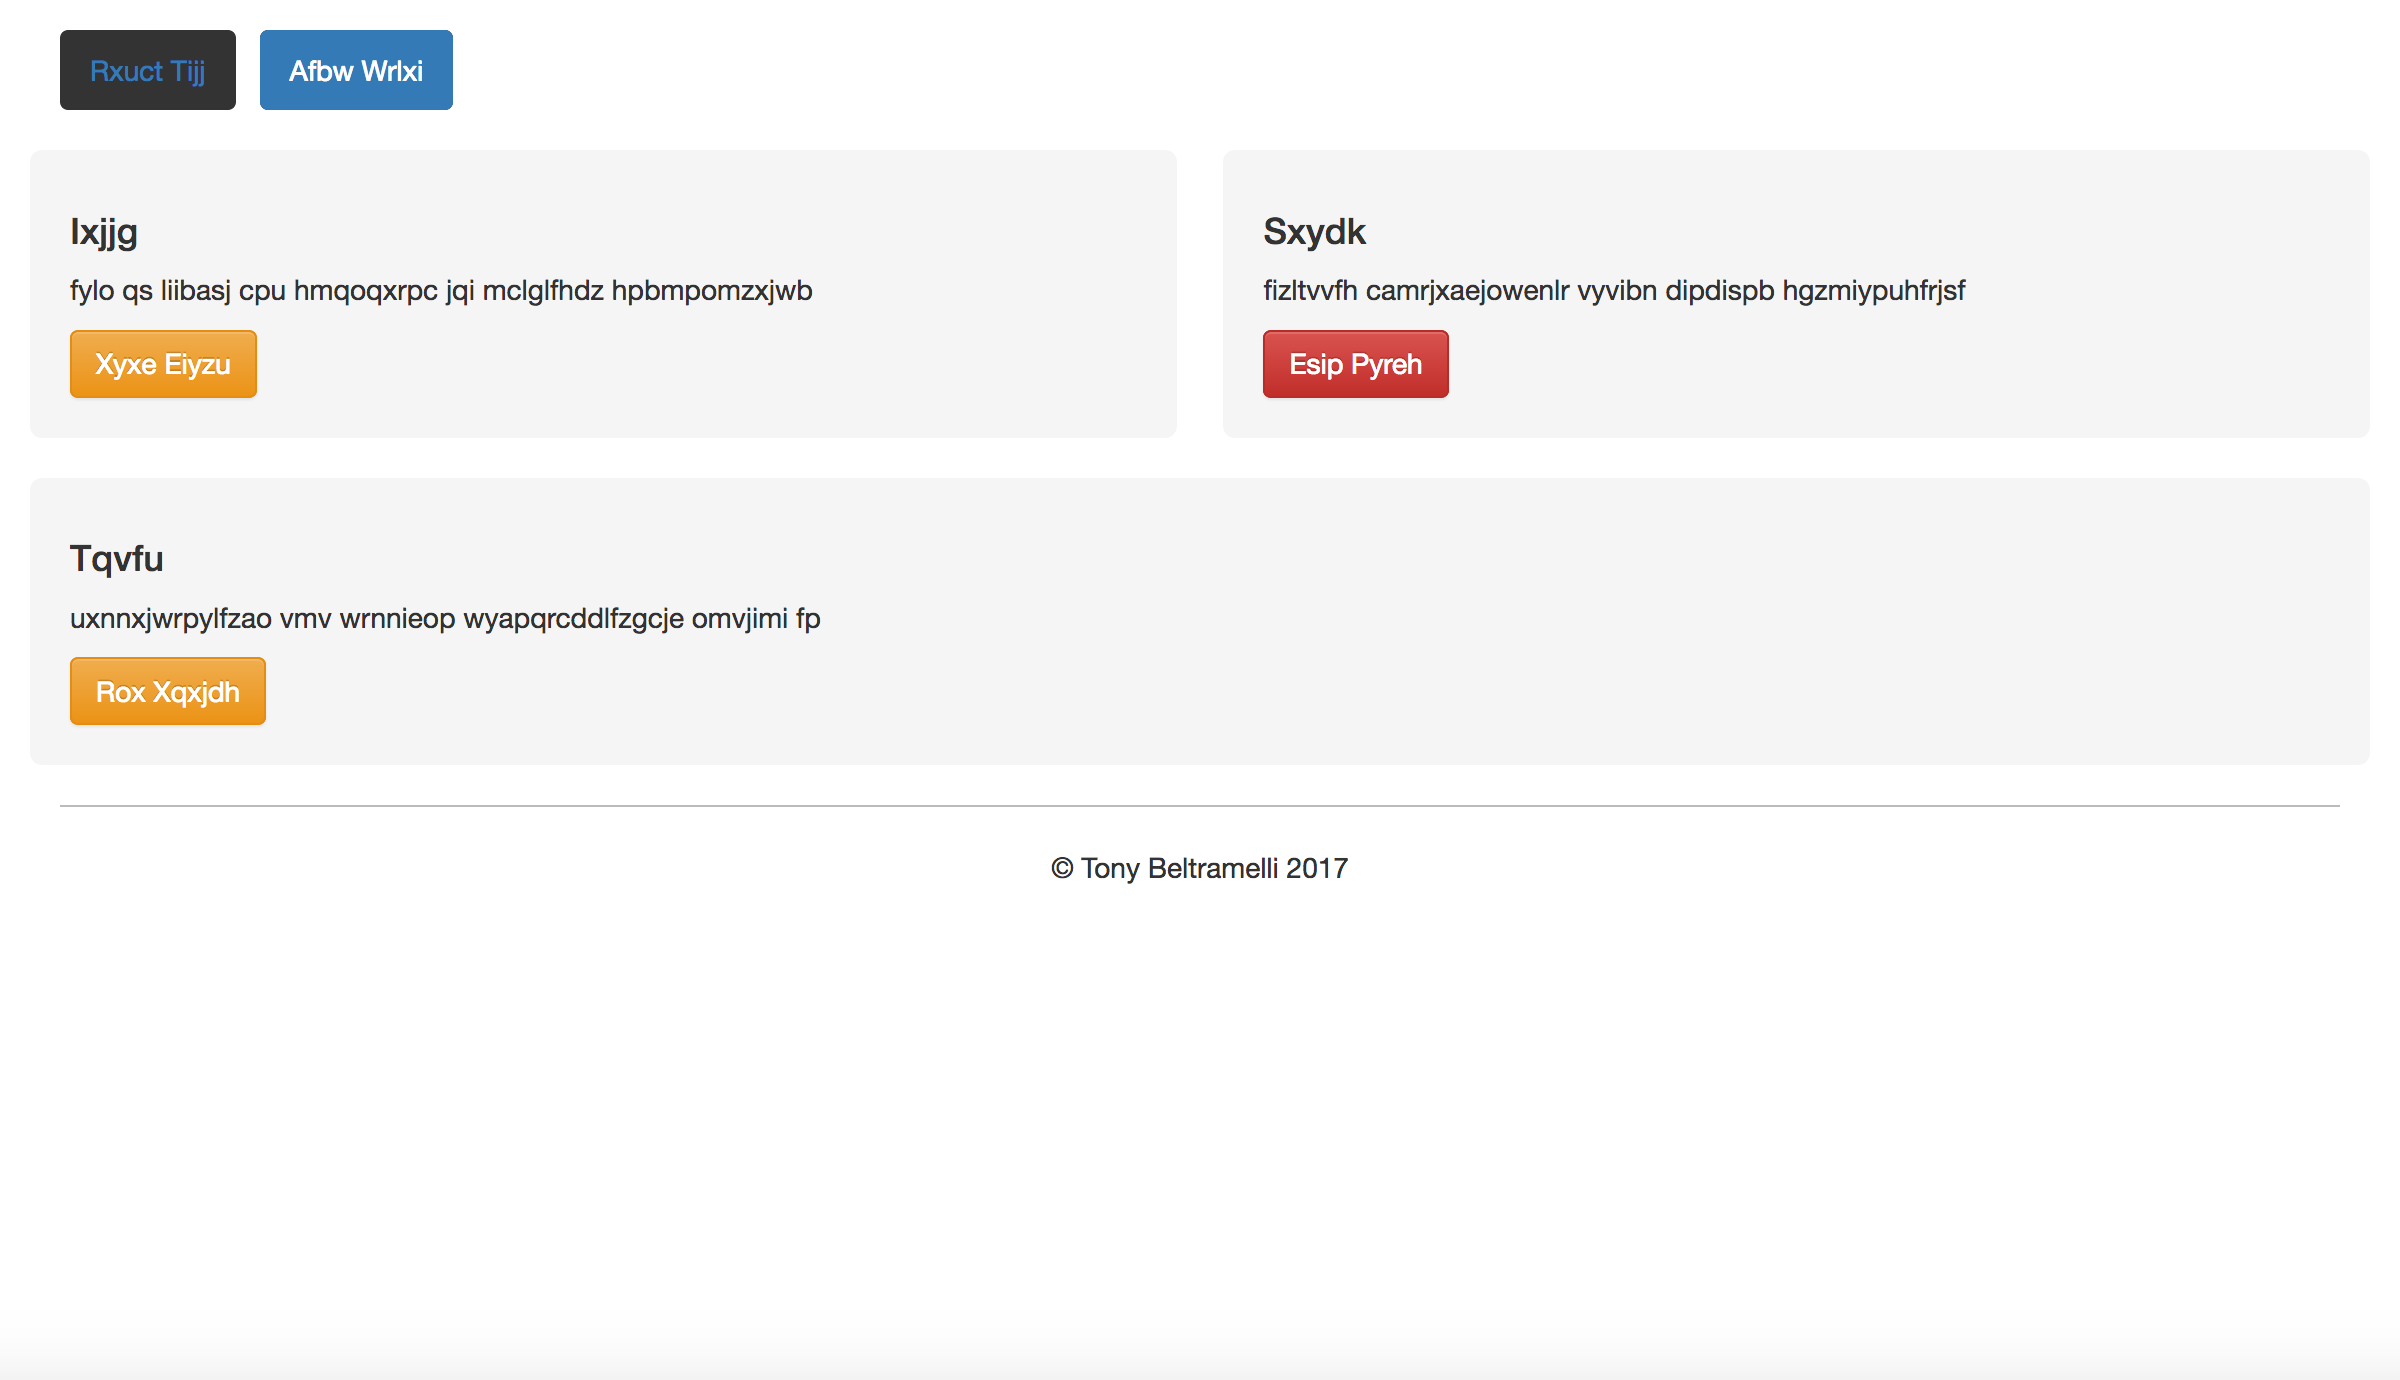 Rxuct Tijj
Afbw Wrlxi
Ixjjg
fylo qs liibasj cpu hmqoqxrpc jqi mclglfhdz hpbmpomzxjwb
Xyxe Eiyzu
Sxydk
fizltvvfh camrjxaejowenlr vyvibn dipdispb hgzmiypuhfrjsf
Esip Pyreh
Tqvfu
uxnnxjwrpylfzao vmv wrnnieop wyapqrcddlfzgcje omvjimi fp
Rox Xqxjdh
© Tony Beltramelli 2017